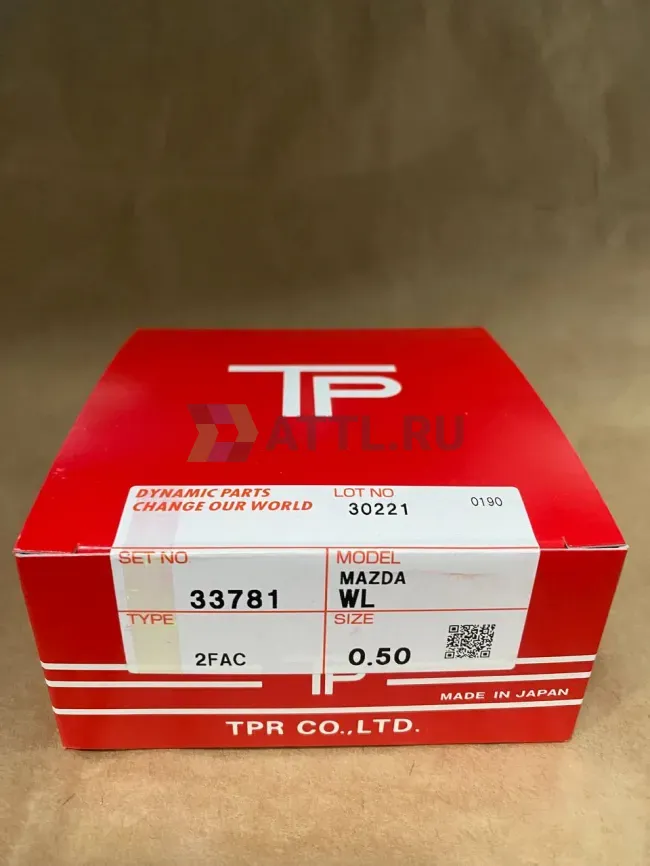 TP
ATTL.RU
DYNAMIC PARTS
CHANGE OUR WORLD
LOT NO
30221
0190
SET NO
33781
MODEL
MAZDA
WL
TYPE
2FAC
SIZE
0.50
TP
MADE IN JAPAN
TPR CO.,LTD.